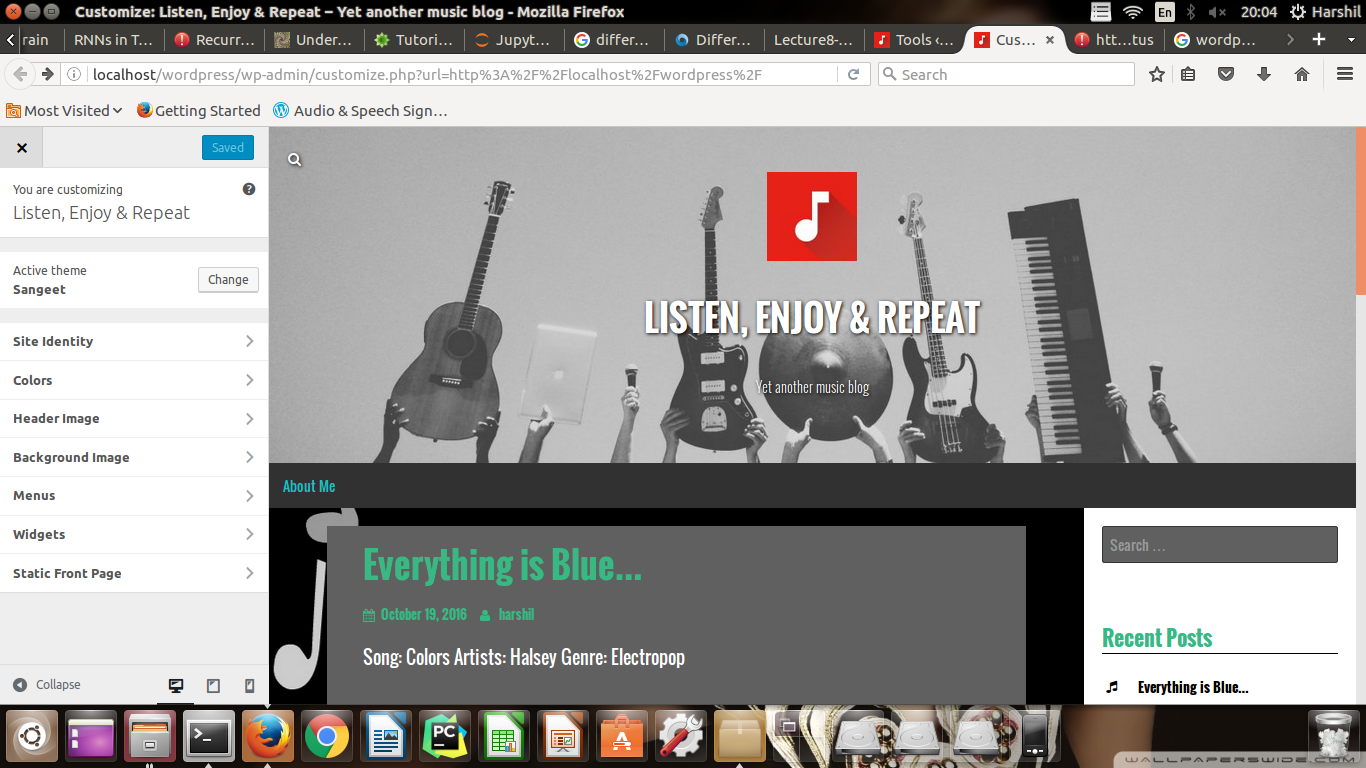 Customize: Listen, Enjoy & Repeat – Yet another music blog - Mozilla Firefox
En
20:04
Harshil
rain
RNNs in T...
Recurr...
Under...
Tutori...
Jupyt...
differ...
Differ...
Lecture8-...
Tools ‹...
Cus...
htt...tus
wordp...
localhost/wordpress/wp-admin/customize.php?url=http%3A%2F%2Flocalhost%2Fwordpress%2F
Search
Most Visited
Getting Started
Audio & Speech Sign...
Saved
You are customizing
Listen, Enjoy & Repeat
Active theme
Sangeet
Change
Site Identity
Colors
Header Image
Background Image
Menus
Widgets
Static Front Page
Collapse
LISTEN, ENJOY & REPEAT
Yet another music blog
About Me
Everything is Blue...
October 19, 2016 harshil
Song: Colors Artists: Halsey Genre: Electropop
Search ...
Recent Posts
Everything is Blue...
PC
WALLPAPERSWIDE.COM